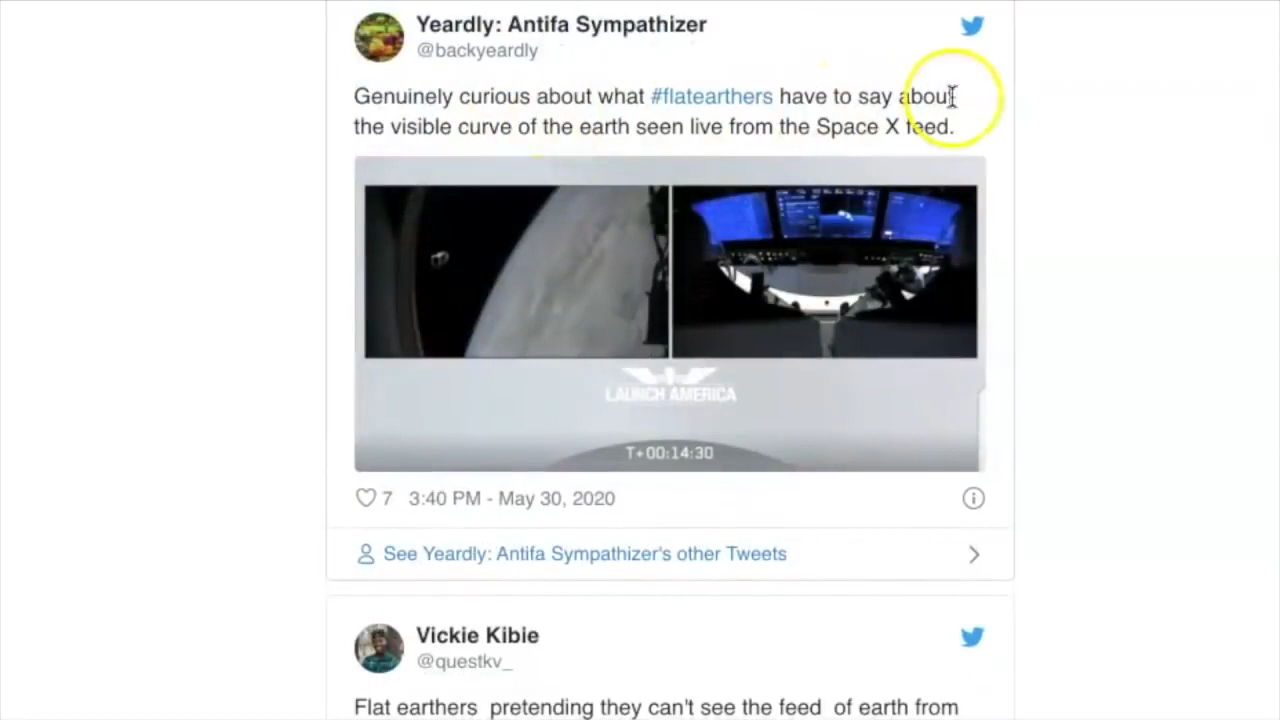 Yeardly: Antifa Sympathizer
@backyeardly
Genuinely curious about what #flatearthers have to say about
the visible curve of the earth seen live from the Space X feed.
LAUNCH AMERICA
T+00:14:30
7 3:40 PM - May 30, 2020
See Yeardly: Antifa Sympathizer's other Tweets
Vickie Kibie
@questkv_
Flat earthers pretending they can't see the feed of earth from